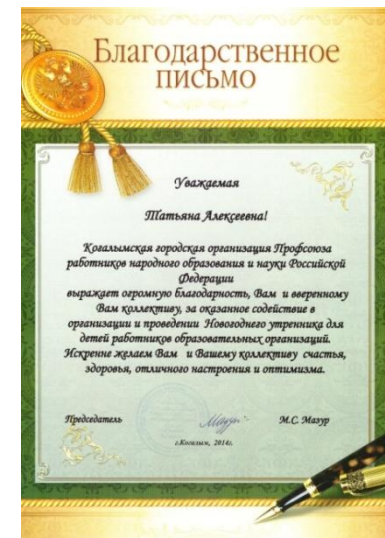 Благодарственное
письмо
Уважаемая
Татьяна Алексеевна!
Когалымская городская организация Профсоюза
работников народного образования и науки Российской
Федерации
выражает огромную благодарность, Вам и вверенному
Вам коллективу, за оказанное содействие в
организации и проведении Новогоднего утренника для
детей работников образовательных организаций.
Искренне желаем Вам и Вашему коллективу счастья,
здоровья, отличного настроения и оптимизма.
Председатель Мазур М.С. Мазур
г.Когалым, 2014г.